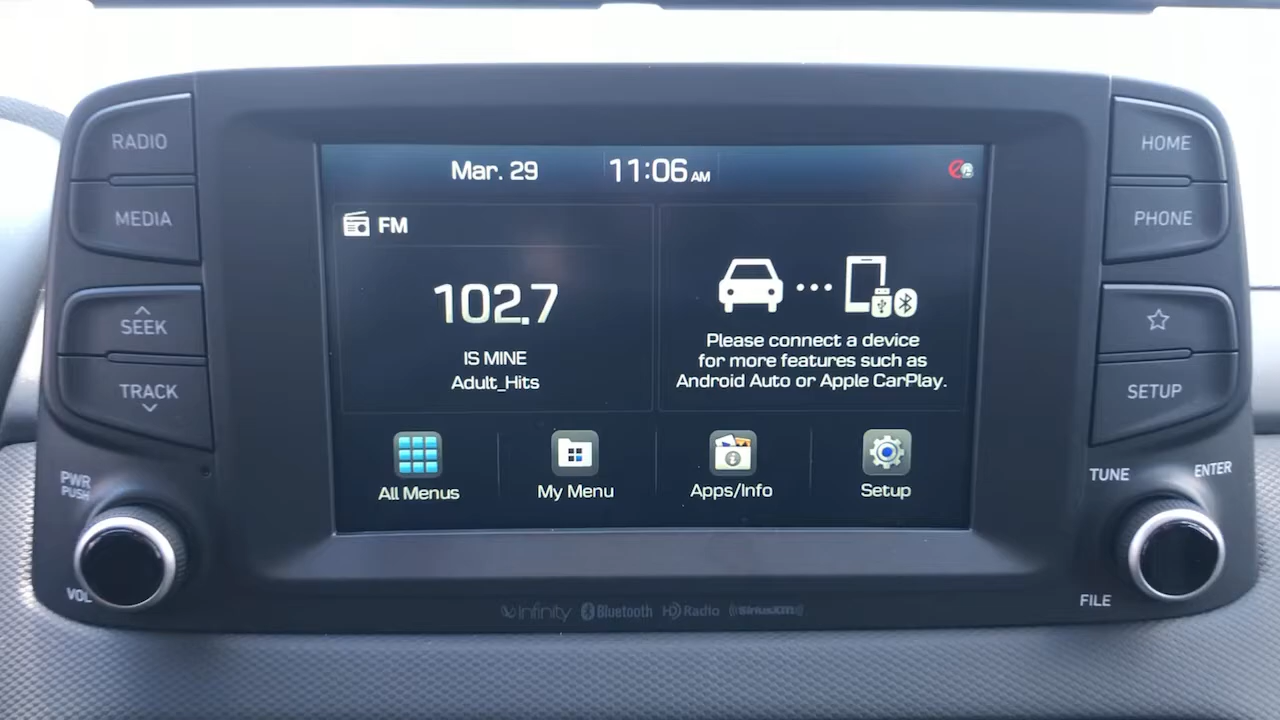 RADIO
MEDIA
SEEK
TRACK
PWR
PUSH
VOL
Mar. 29
11:06 AM
FM
102.7
IS MINE
Adult_Hits
Please connect a device
for more features such as
Android Auto or Apple CarPlay.
All Menus
My Menu
Apps/Info
Setup
HOME
PHONE
SETUP
TUNE
ENTER
FILE
infinity Bluetooth HD Radio SiriusXM